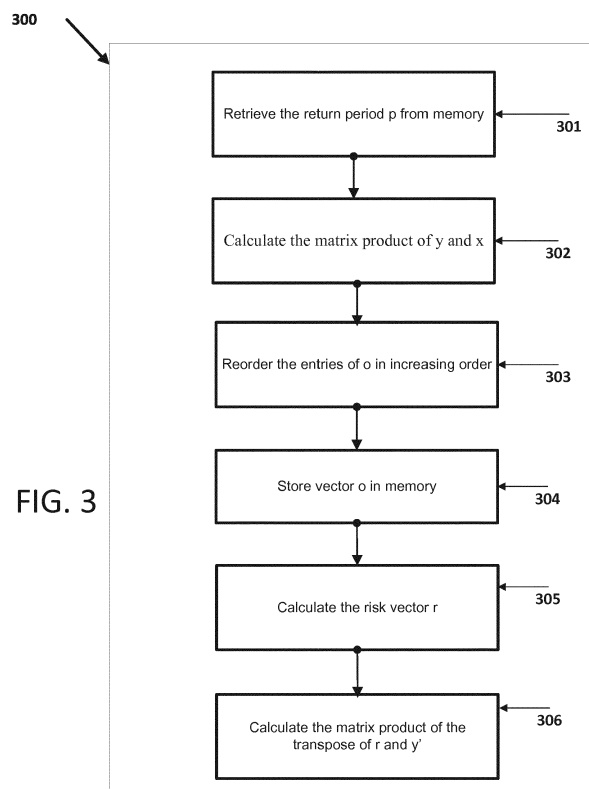 300
Retrieve the return period p from memory
301
Calculate the matrix product of y and x
302
Reorder the entries of o in increasing order
303
Store vector o in memory
304
FIG. 3
Calculate the risk vector r
305
Calculate the matrix product of the
transpose of r and y'
306